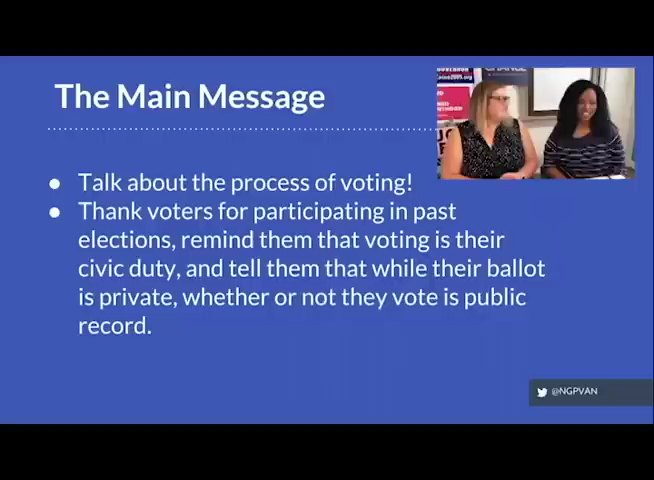 The Main Message
● Talk about the process of voting!
● Thank voters for participating in past
elections, remind them that voting is their
civic duty, and tell them that while their ballot
is private, whether or not they vote is public
record.
@NGPVAN
CHANGE